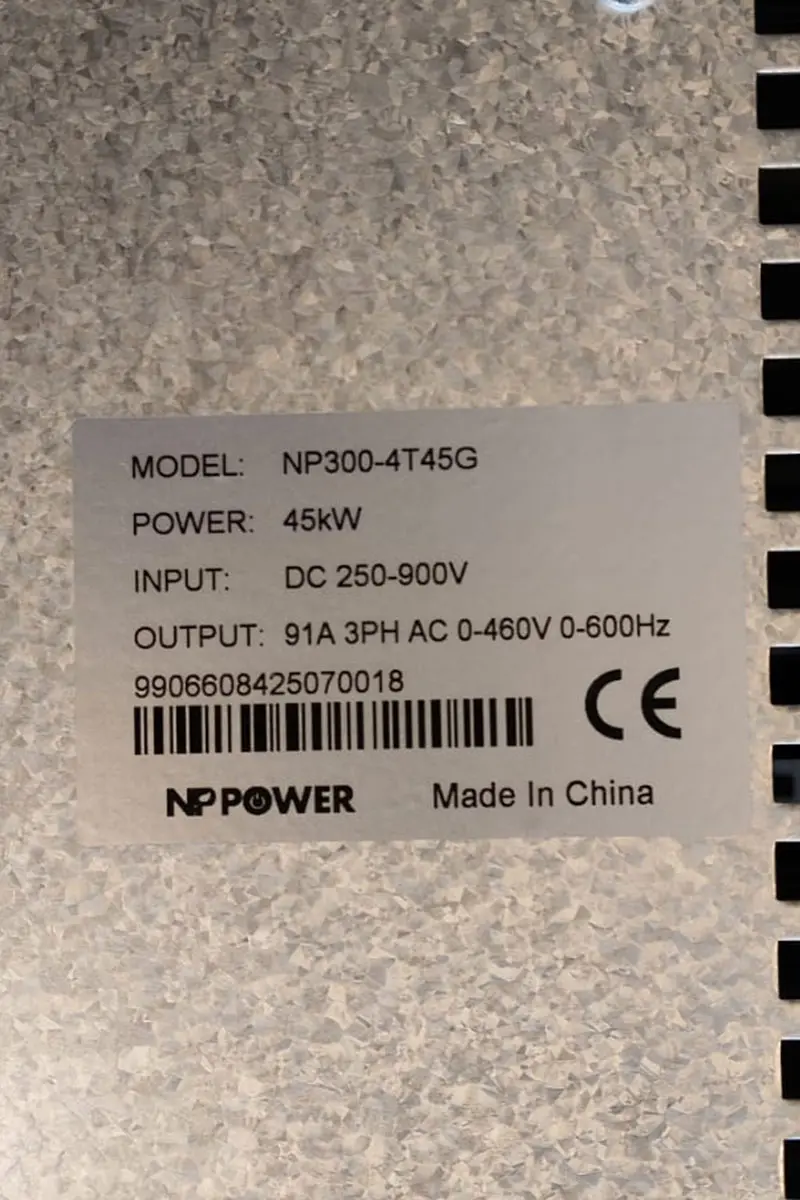 MODEL: NP300-4T45G
POWER: 45kW
INPUT: DC 250-900V
OUTPUT: 91A 3PH AC 0-460V 0-600Hz
9906608425070018
CE
NPPOWER Made In China